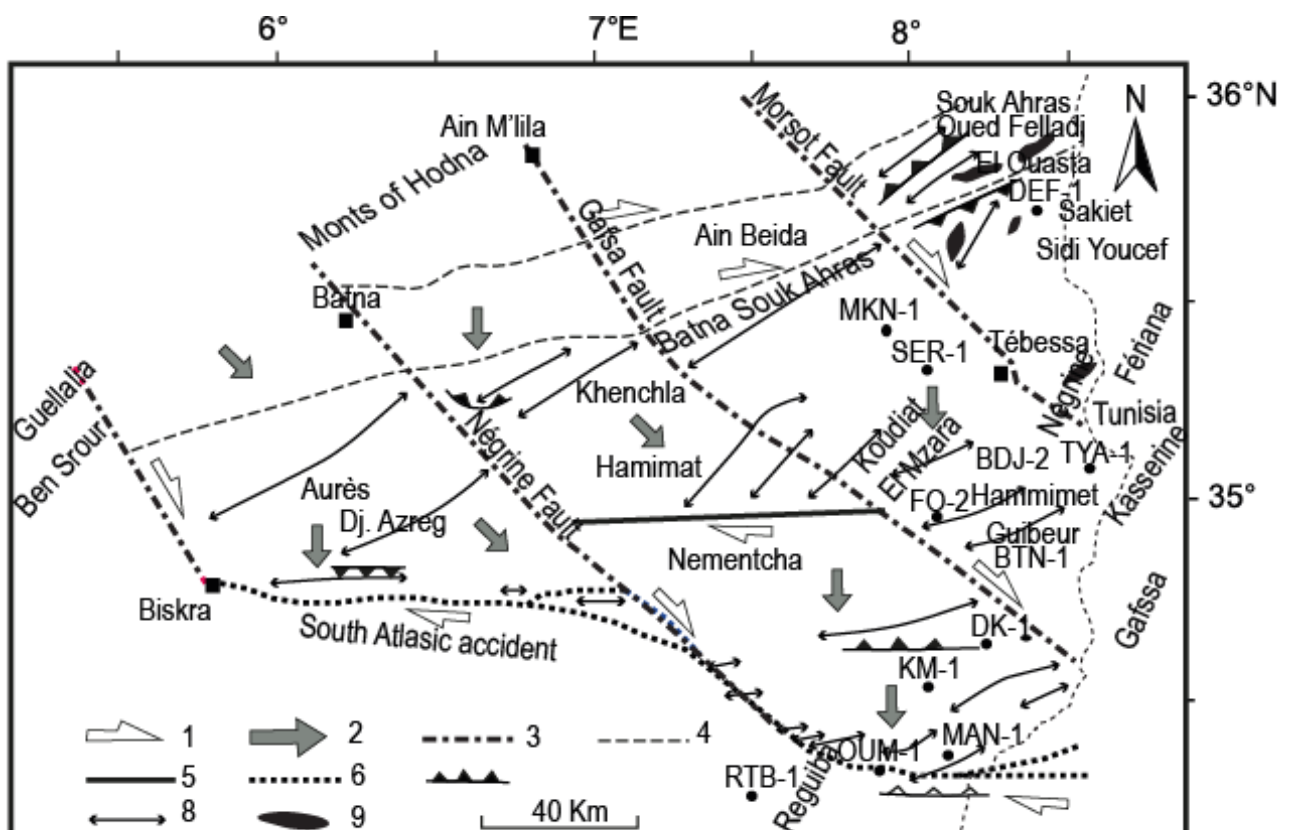 6°
7°E
8°
36°N
N
Souk Ahras
Oued Felladj
El Ouasta
DEF-1
Sakiet
Sidi Youcef
Morsot Fault
Ain M'lila
Monts of Hodna
Gafsa Fault
Ain Beida
Batna Souk Ahras
Batna
MKN-1
SER-1
Tébessa
Fériana
Négrine
Tunisia
Guellalia
Ben Srour
Khenchla
Négrine Fault
Hamimat
Koudiat
El Mzara
BDJ-2
TYA-1
Kasserine
35°
Aurès
Dj. Azreg
FO-2
Hammimet
Guibeur
BTN-1
Nementcha
Biskra
South Atlasic accident
Gafssa
DK-1
KM-1
OUM-1
MAN-1
RTB-1
Reguiba
1
2
3
4
5
6
8
9
40 Km